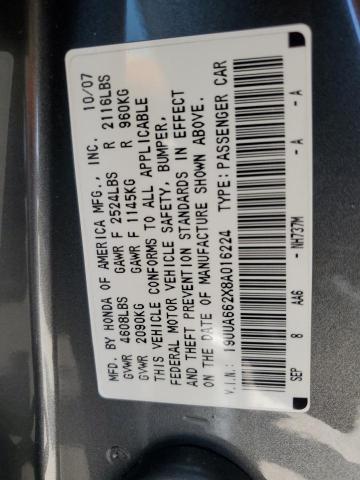 MFD. BY HONDA OF AMERICA MFG., INC. 10/07
GVWR 4608LBS GAWR F 2524LBS R 2116LBS
GVWR 2090KG GAWR F 1145KG R 960KG
THIS VEHICLE CONFORMS TO ALL APPLICABLE
FEDERAL MOTOR VEHICLE SAFETY, BUMPER,
AND THEFT PREVENTION STANDARDS IN EFFECT
ON THE DATE OF MANUFACTURE SHOWN ABOVE.
V.I.N.: 19UUA662X8A016224 TYPE: PASSENGER CAR
SEP 8 AA6 - NH737M - A - A